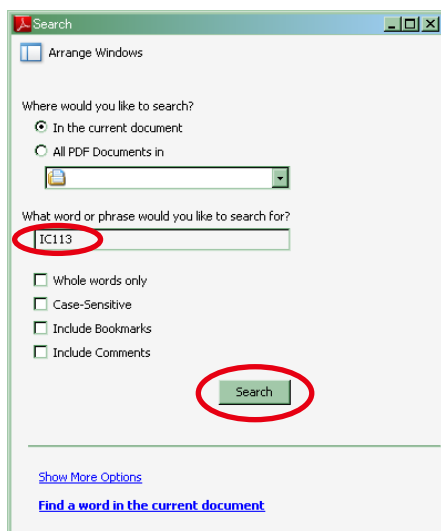 Search
Arrange Windows
Where would you like to search?
In the current document
All PDF Documents in
What word or phrase would you like to search for?
IC113
Whole words only
Case-Sensitive
Include Bookmarks
Include Comments
Search
Show More Options
Find a word in the current document